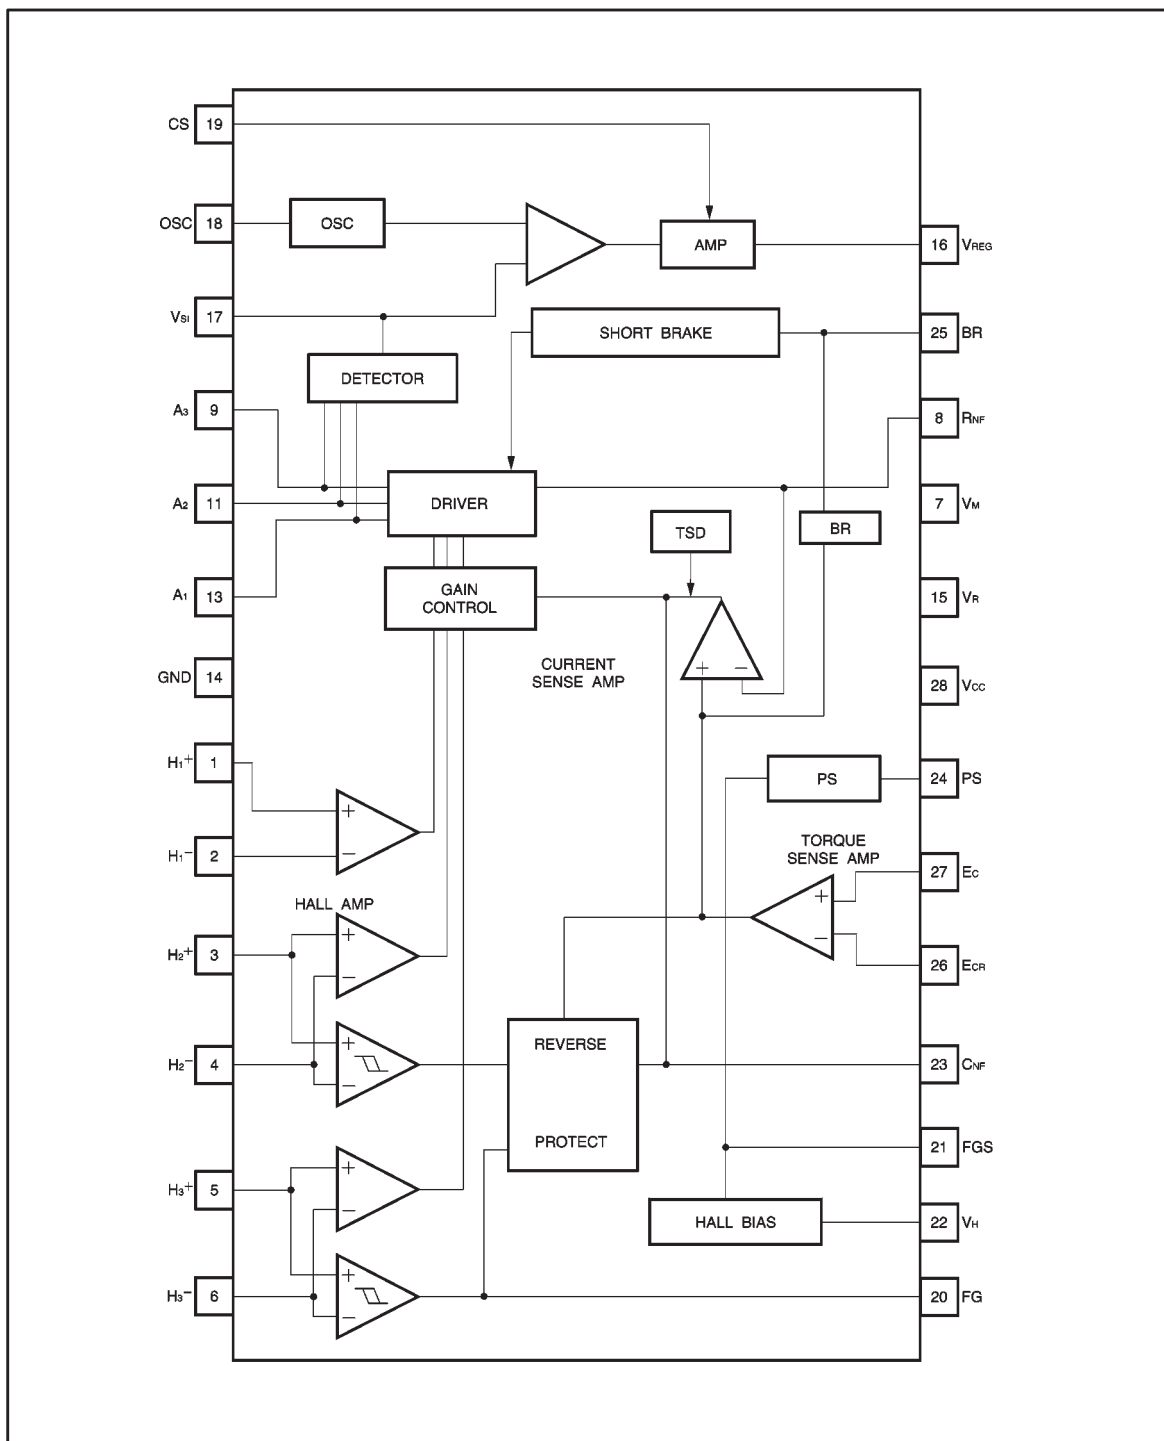 CS 19
OSC 18
OSC
AMP
16 VREG
VSI 17
SHORT BRAKE
25 BR
DETECTOR
A3 9
8 RNF
A2 11
DRIVER
7 VM
TSD
BR
A1 13
GAIN
CONTROL
15 VR
CURRENT
SENSE AMP
+ −
GND 14
28 VCC
H1+ 1
PS
24 PS
+
−
H1− 2
TORQUE
SENSE AMP
27 EC
+
−
HALL AMP
H2+ 3
+
−
26 ECR
H2− 4
+
−
REVERSE
PROTECT
23 CNF
21 FGS
H3+ 5
+
−
HALL BIAS
22 VH
H3− 6
+
−
20 FG